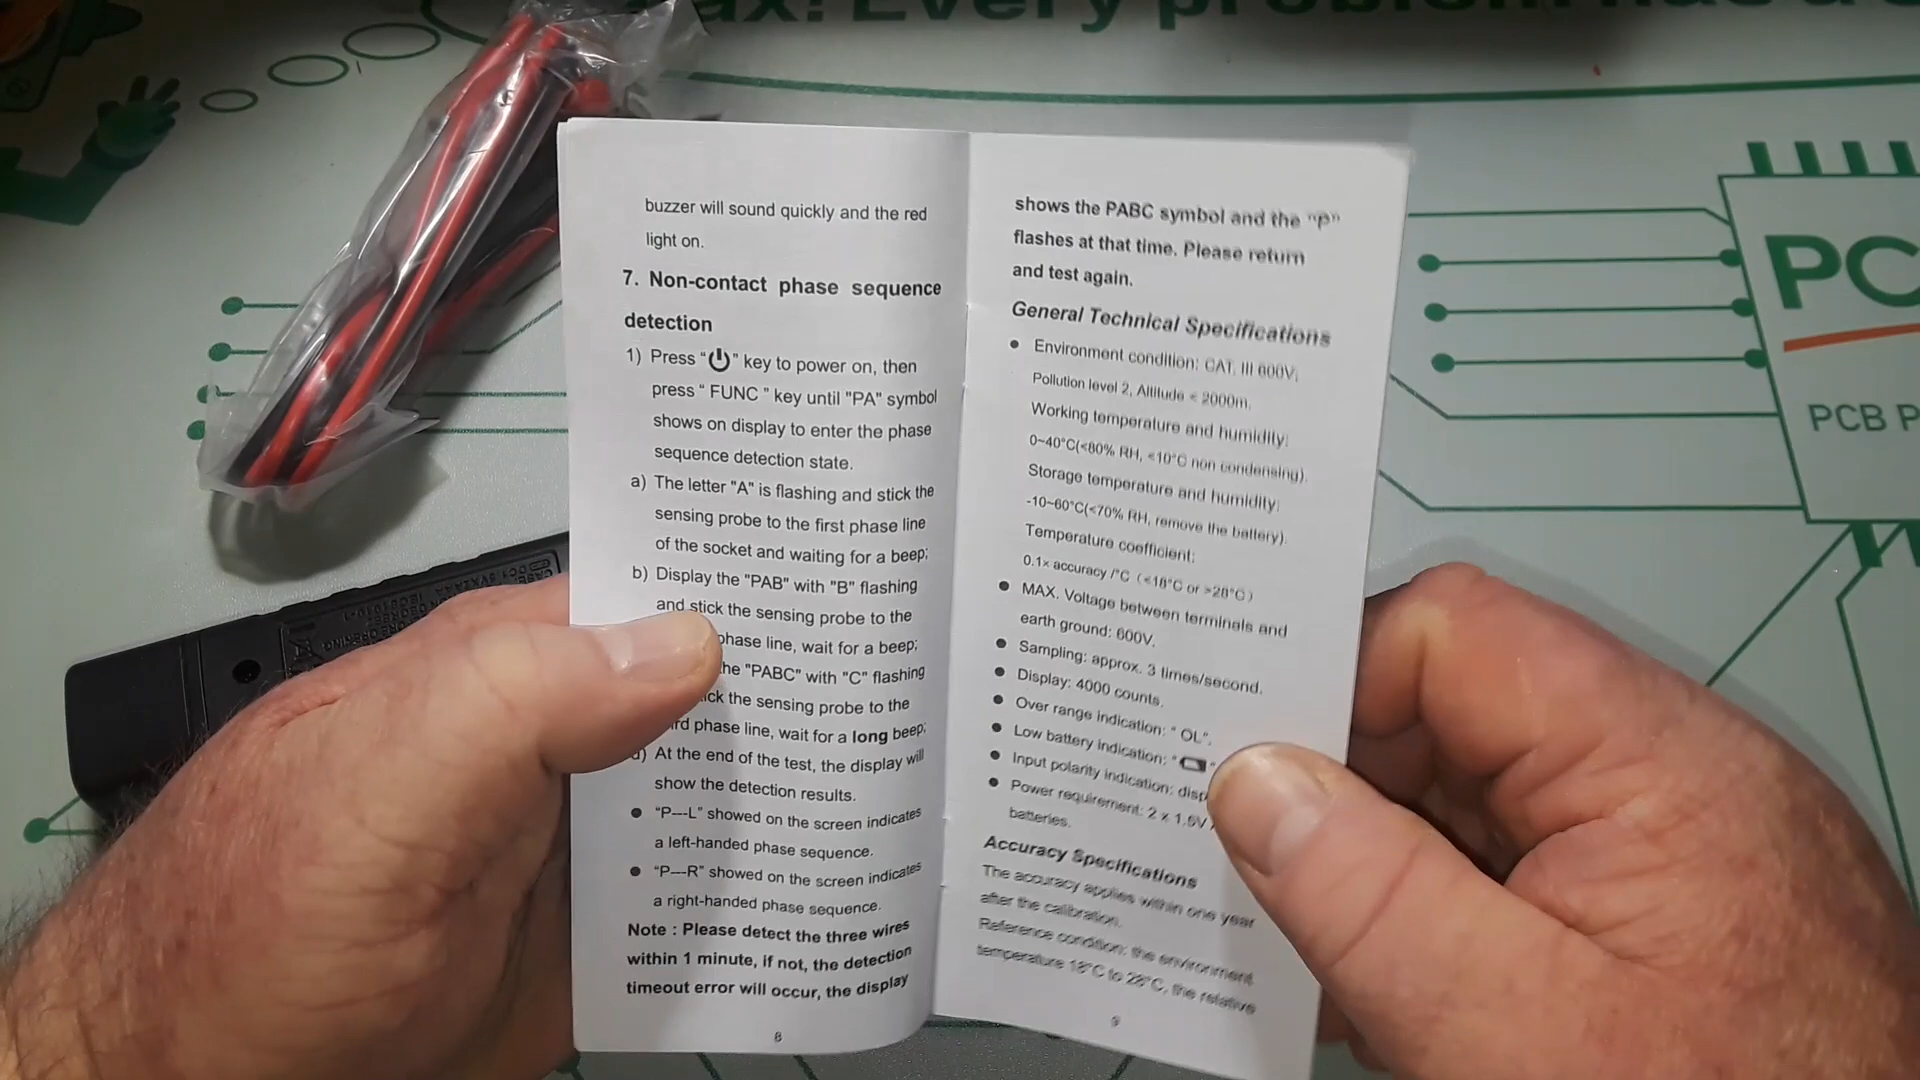 ax! Every problem has a s
buzzer will sound quickly and the red
light on.
7. Non-contact phase sequence
detection
1) Press “⏻” key to power on, then
press “ FUNC ” key until "PA" symbol
shows on display to enter the phase
sequence detection state.
a) The letter "A" is flashing and stick the
sensing probe to the first phase line
of the socket and waiting for a beep;
b) Display the "PAB" with "B" flashing
and stick the sensing probe to the
phase line, wait for a beep;
he "PABC" with "C" flashing
ick the sensing probe to the
rd phase line, wait for a long beep;
d) At the end of the test, the display will
show the detection results.
● “P---L” showed on the screen indicates
a left-handed phase sequence.
● “P---R” showed on the screen indicates
a right-handed phase sequence.
Note : Please detect the three wires
within 1 minute, if not, the detection
timeout error will occur, the display
8
shows the PABC symbol and the “P”
flashes at that time. Please return
and test again.
General Technical Specifications
● Environment condition: CAT. III 600V,
Pollution level 2, Altitude < 2000m.
Working temperature and humidity:
0~40°C(<80% RH, <10°C non condensing).
Storage temperature and humidity:
-10~60°C(<70% RH, remove the battery).
Temperature coefficient:
0.1× accuracy /°C (<18°C or >28°C)
● MAX. Voltage between terminals and
earth ground: 600V.
● Sampling: approx. 3 times/second.
● Display: 4000 counts.
● Over range indication: “ OL”.
● Low battery indication: “
● Input polarity indication: disp
● Power requirement: 2 x 1.5V
batteries.
Accuracy Specifications
The accuracy applies within one year
after the calibration.
Reference condition: the environment
temperature 18°C to 28°C, the relative
9
PC
PCB P